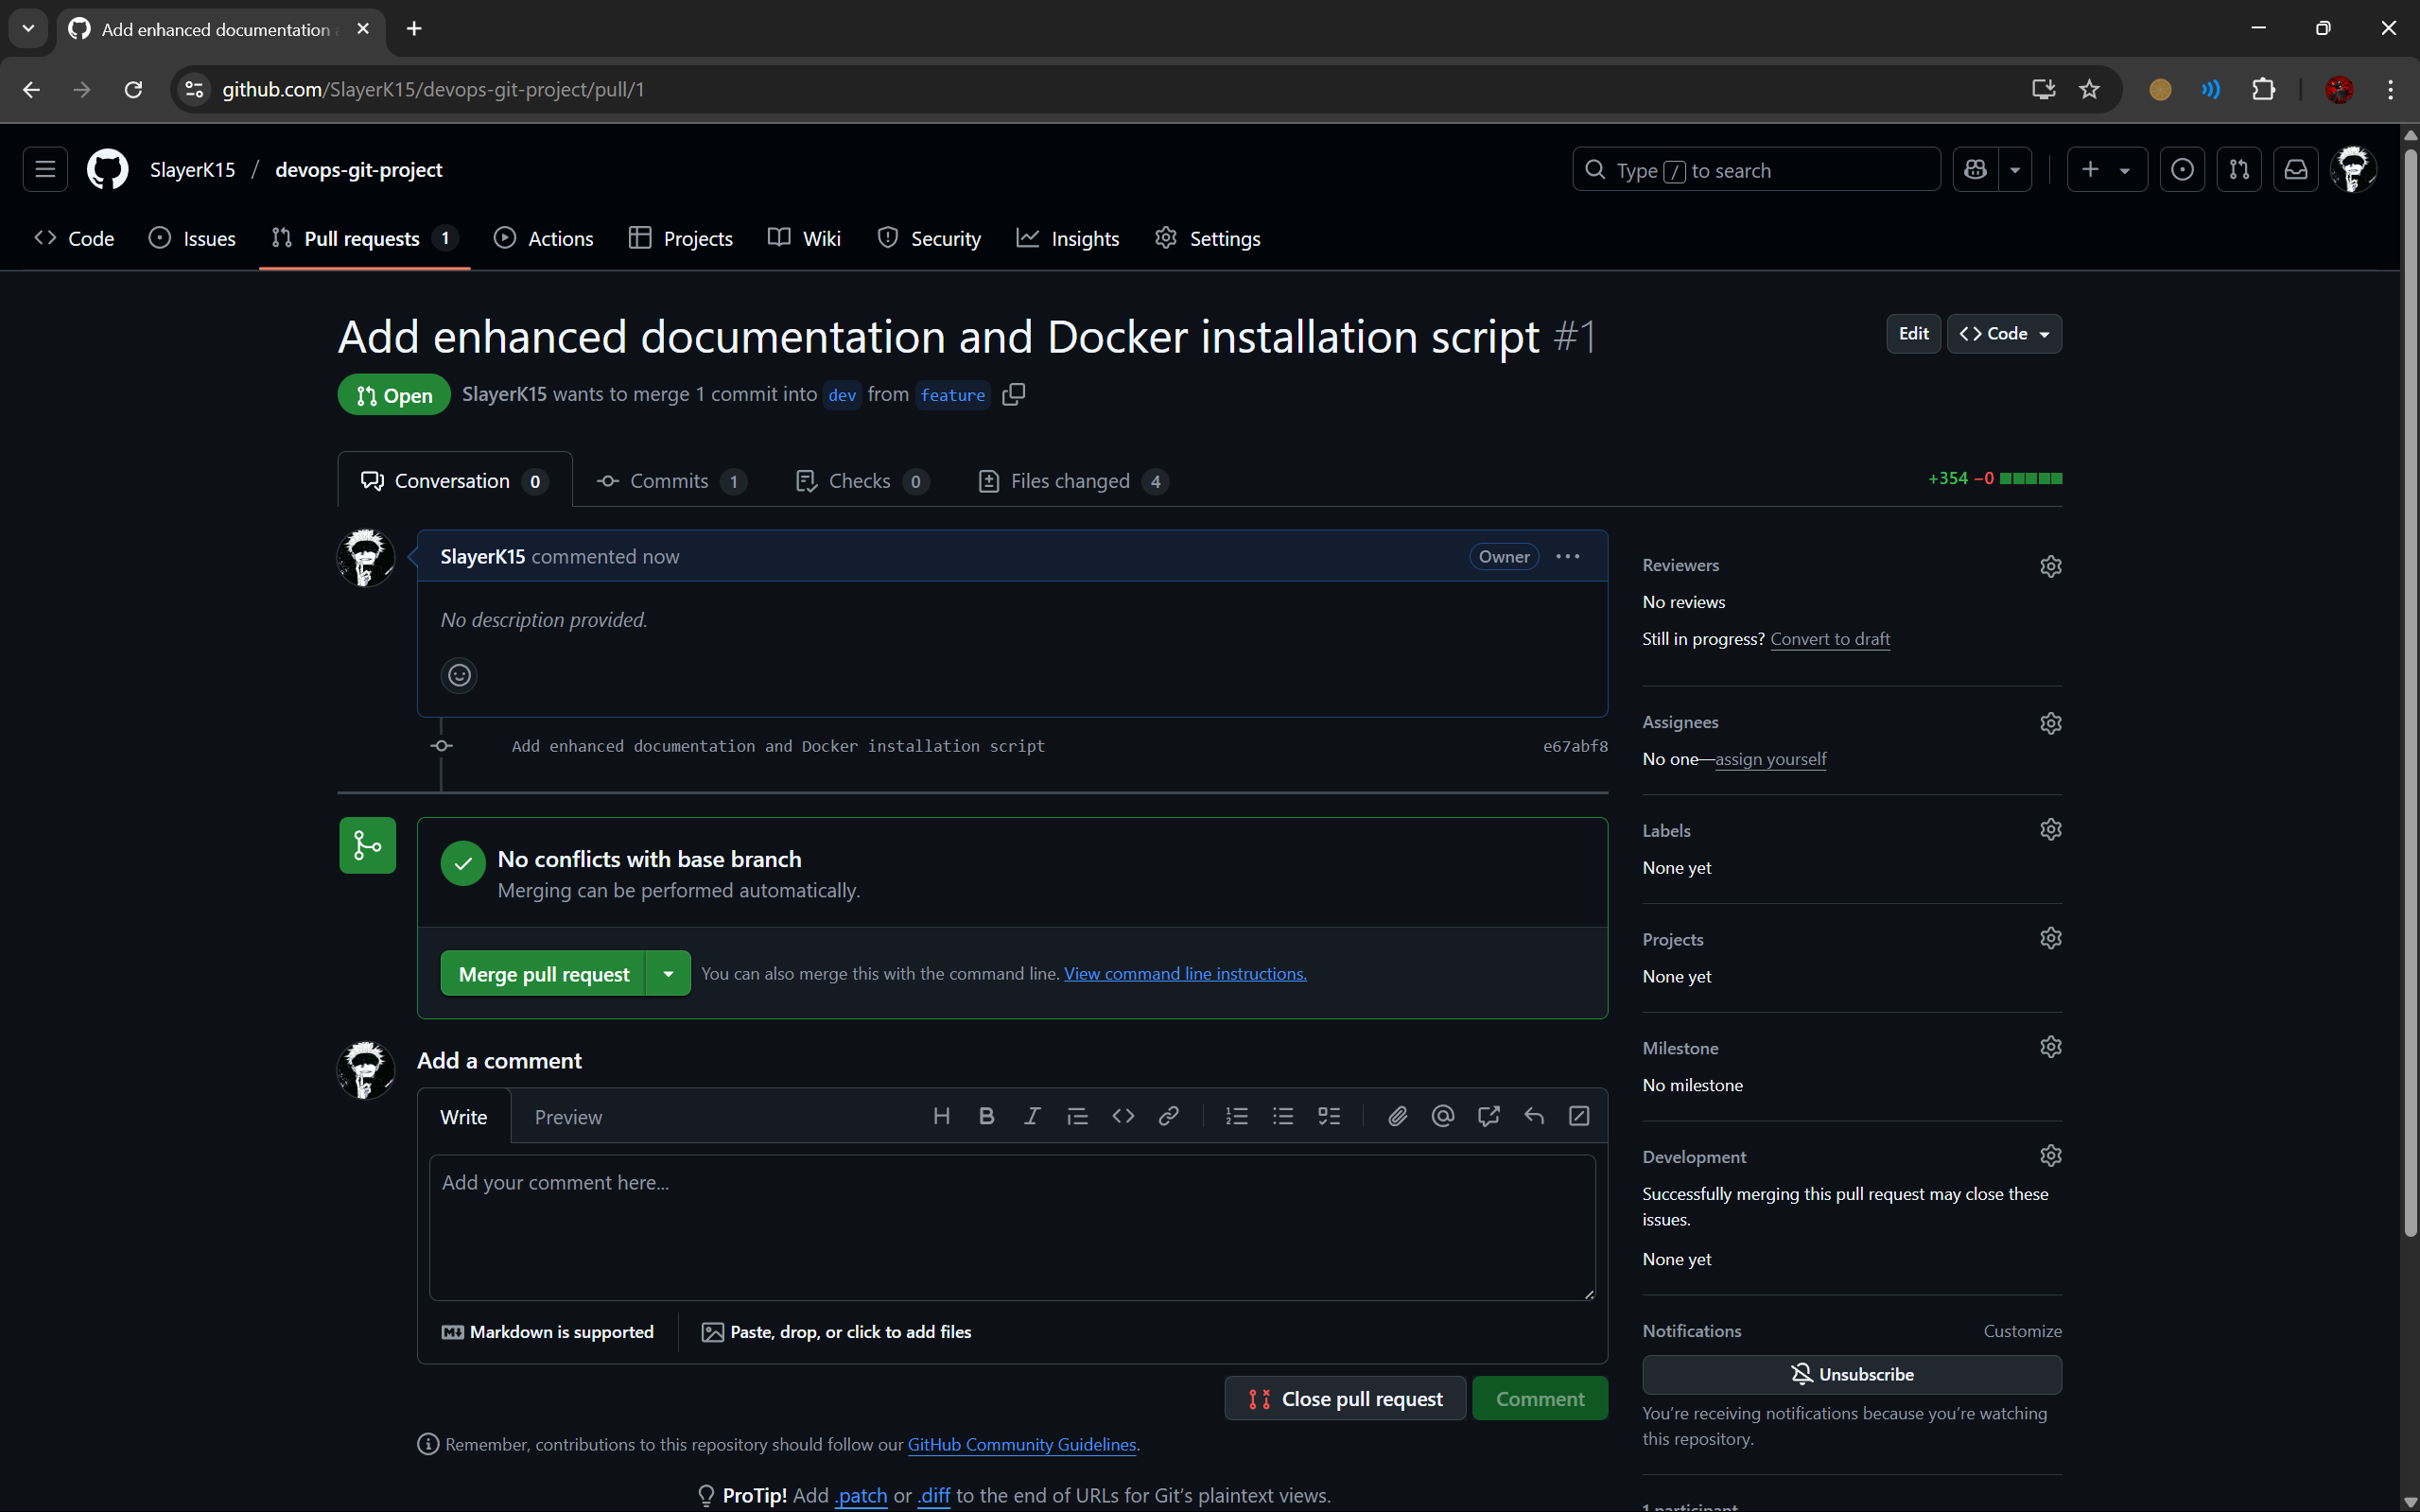 Add enhanced documentation a
github.com/SlayerK15/devops-git-project/pull/1
SlayerK15 / devops-git-project
Type / to search
Code
Issues
Pull requests 1
Actions
Projects
Wiki
Security
Insights
Settings
Add enhanced documentation and Docker installation script #1
Edit
Code
Open
SlayerK15 wants to merge 1 commit into dev from feature
Conversation 0
Commits 1
Checks 0
Files changed 4
+354 −0
SlayerK15 commented now
Owner
No description provided.
Add enhanced documentation and Docker installation script
e67abf8
No conflicts with base branch
Merging can be performed automatically.
Merge pull request
You can also merge this with the command line. View command line instructions.
Add a comment
Write
Preview
Add your comment here...
Markdown is supported
Paste, drop, or click to add files
Close pull request
Comment
Remember, contributions to this repository should follow our GitHub Community Guidelines.
ProTip! Add .patch or .diff to the end of URLs for Git's plaintext views.
Reviewers
No reviews
Still in progress? Convert to draft
Assignees
No one—assign yourself
Labels
None yet
Projects
None yet
Milestone
No milestone
Development
Successfully merging this pull request may close these
issues.
None yet
Notifications
Customize
Unsubscribe
You're receiving notifications because you're watching
this repository.
1 participant